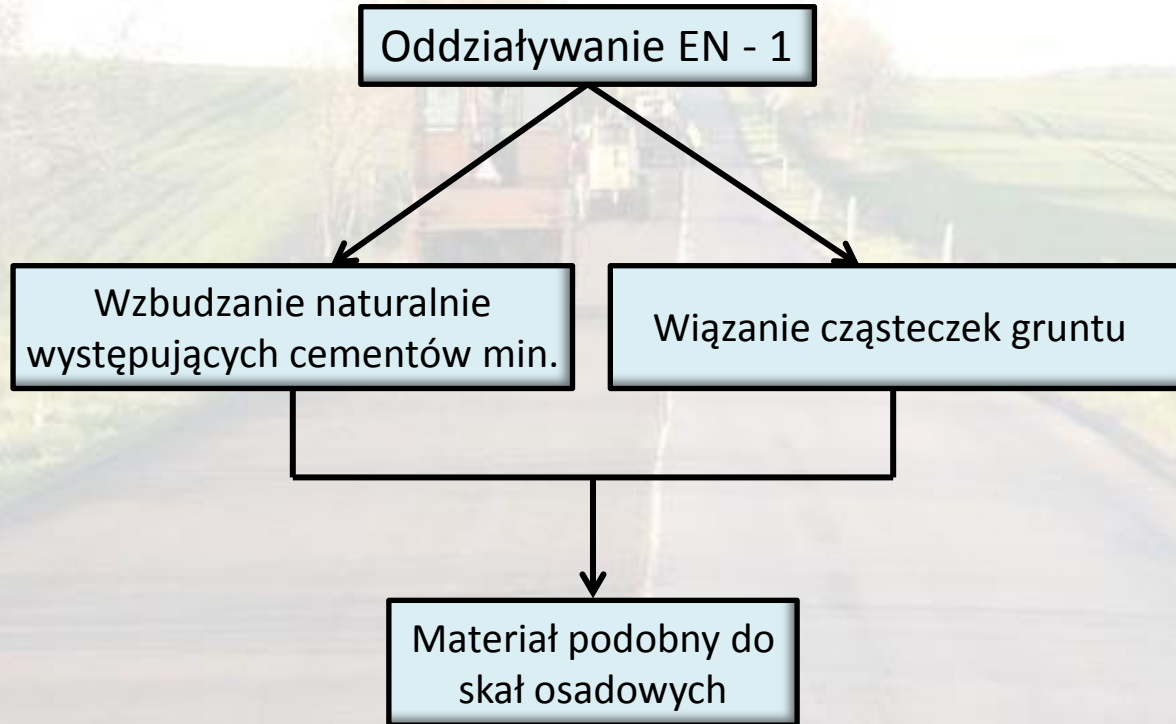 Oddziaływanie EN - 1
Wzbudzanie naturalnie
występujących cementów min.
Wiązanie cząsteczek gruntu
Materiał podobny do
skał osadowych